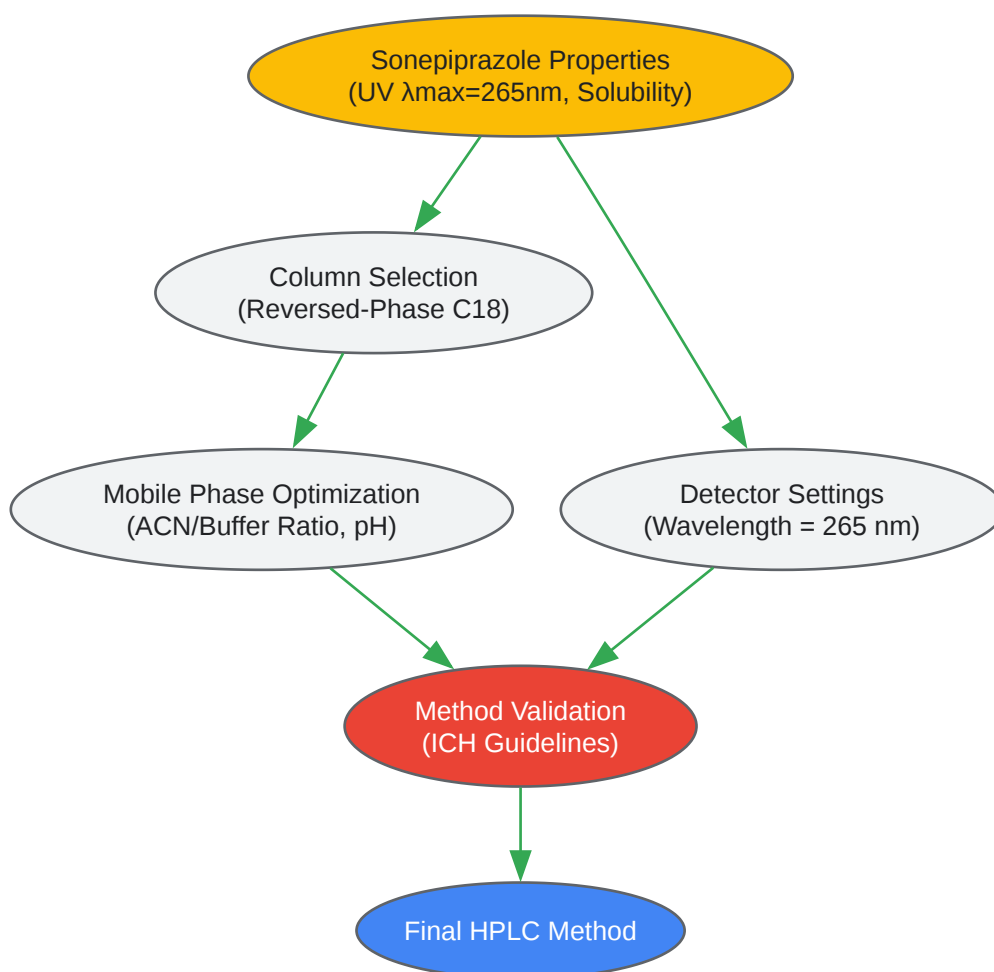 Sonepiprazole Properties
(UV λmax=265nm, Solubility)
Column Selection
(Reversed-Phase C18)
Mobile Phase Optimization
(ACN/Buffer Ratio, pH)
Detector Settings
(Wavelength = 265 nm)
Method Validation
(ICH Guidelines)
Final HPLC Method